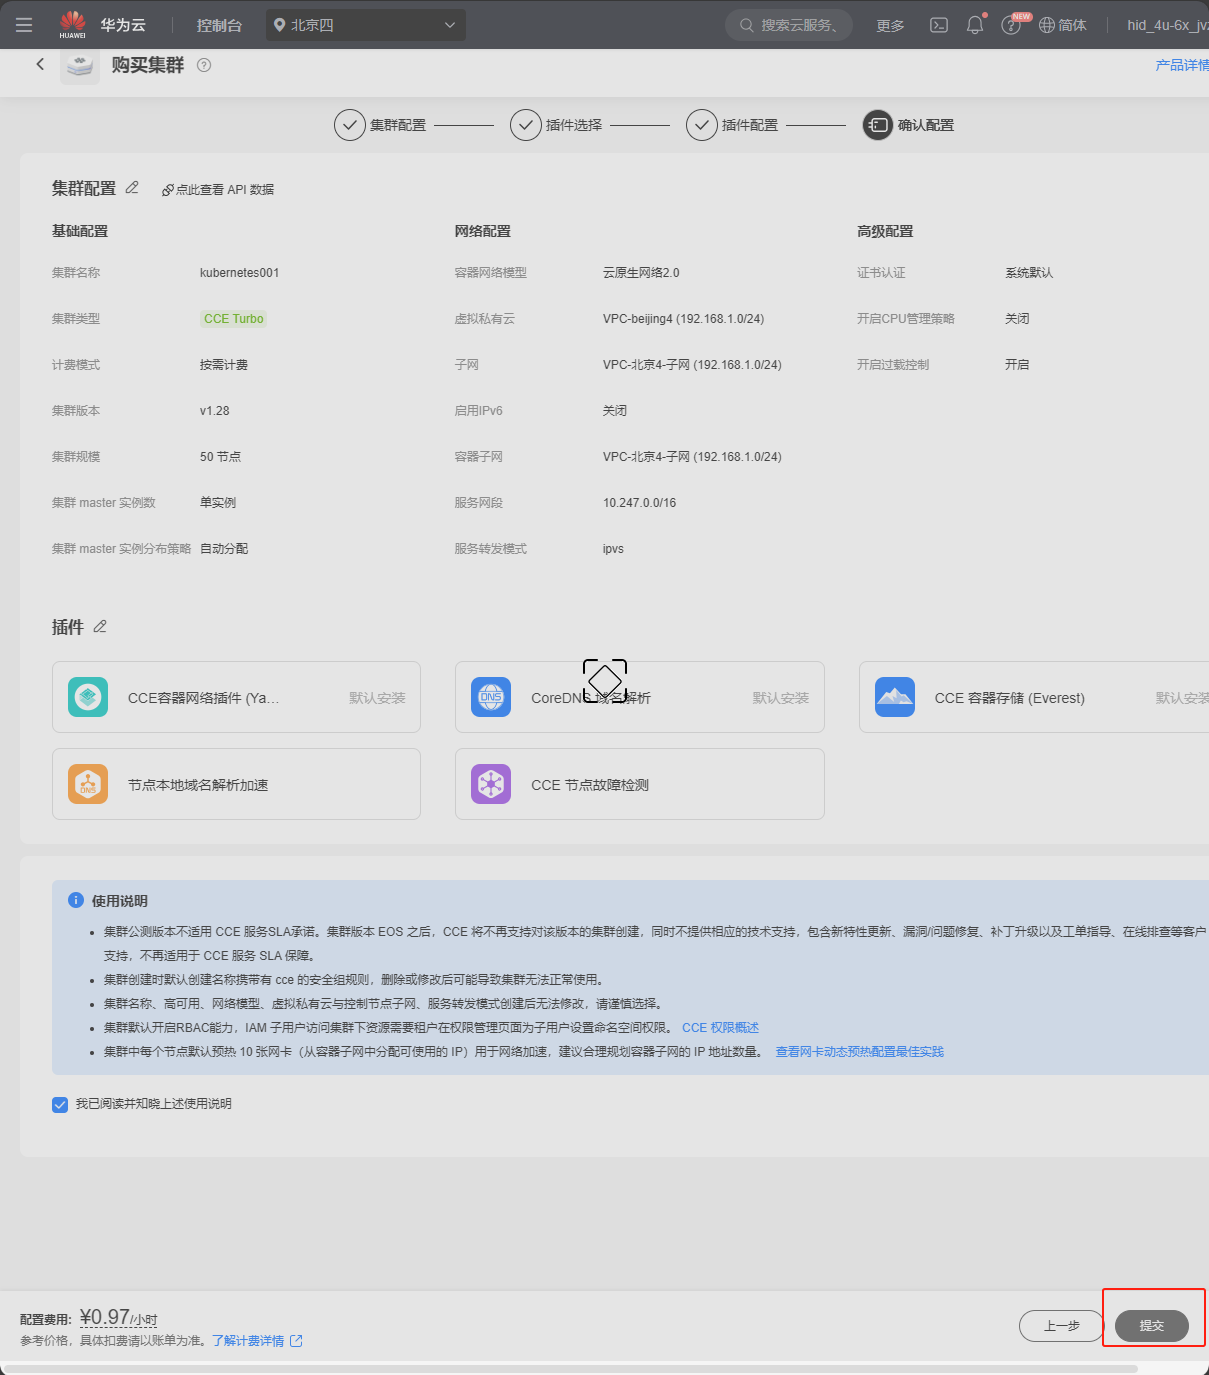 HUAWEI 华为云 控制台 北京四 搜索云服务、 更多 NEW 简体 hid_4u-6x_jv
购买集群 产品详情
集群配置 插件选择 插件配置 确认配置
集群配置 点此查看 API 数据
基础配置 网络配置 高级配置
集群名称 kubernetes001 容器网络模型 云原生网络2.0 证书认证 系统默认
集群类型 CCE Turbo 虚拟私有云 VPC-beijing4 (192.168.1.0/24) 开启CPU管理策略 关闭
计费模式 按需计费 子网 VPC-北京4-子网 (192.168.1.0/24) 开启过载控制 开启
集群版本 v1.28 启用IPv6 关闭
集群规模 50 节点 容器子网 VPC-北京4-子网 (192.168.1.0/24)
集群 master 实例数 单实例 服务网段 10.247.0.0/16
集群 master 实例分布策略 自动分配 服务转发模式 ipvs
插件
CCE容器网络插件 (Ya... 默认安装 DNS CoreDNS 域名解析 默认安装 CCE 容器存储 (Everest) 默认安装
DNS 节点本地域名解析加速 CCE 节点故障检测
使用说明
集群公测版本不适用 CCE 服务SLA承诺。集群版本 EOS 之后，CCE 将不再支持对该版本的集群创建，同时不提供相应的技术支持，包含新特性更新、漏洞/问题修复、补丁升级以及工单指导、在线排查等客户
支持，不再适用于 CCE 服务 SLA 保障。
集群创建时默认创建名称携带有 cce 的安全组规则，删除或修改后可能导致集群无法正常使用。
集群名称、高可用、网络模型、虚拟私有云与控制节点子网、服务转发模式创建后无法修改，请谨慎选择。
集群默认开启RBAC能力，IAM 子用户访问集群下资源需要租户在权限管理页面为子用户设置命名空间权限。 CCE 权限概述
集群中每个节点默认预热 10 张网卡（从容器子网中分配可使用的 IP）用于网络加速，建议合理规划容器子网的 IP 地址数量。 查看网卡动态预热配置最佳实践
我已阅读并知晓上述使用说明
配置费用: ¥0.97/小时
参考价格，具体扣费请以账单为准。了解计费详情
上一步 提交